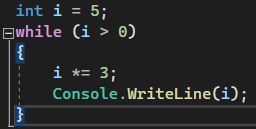 int i = 5;
while (i > 0)
{
i *= 3;
Console.WriteLine(i);
}